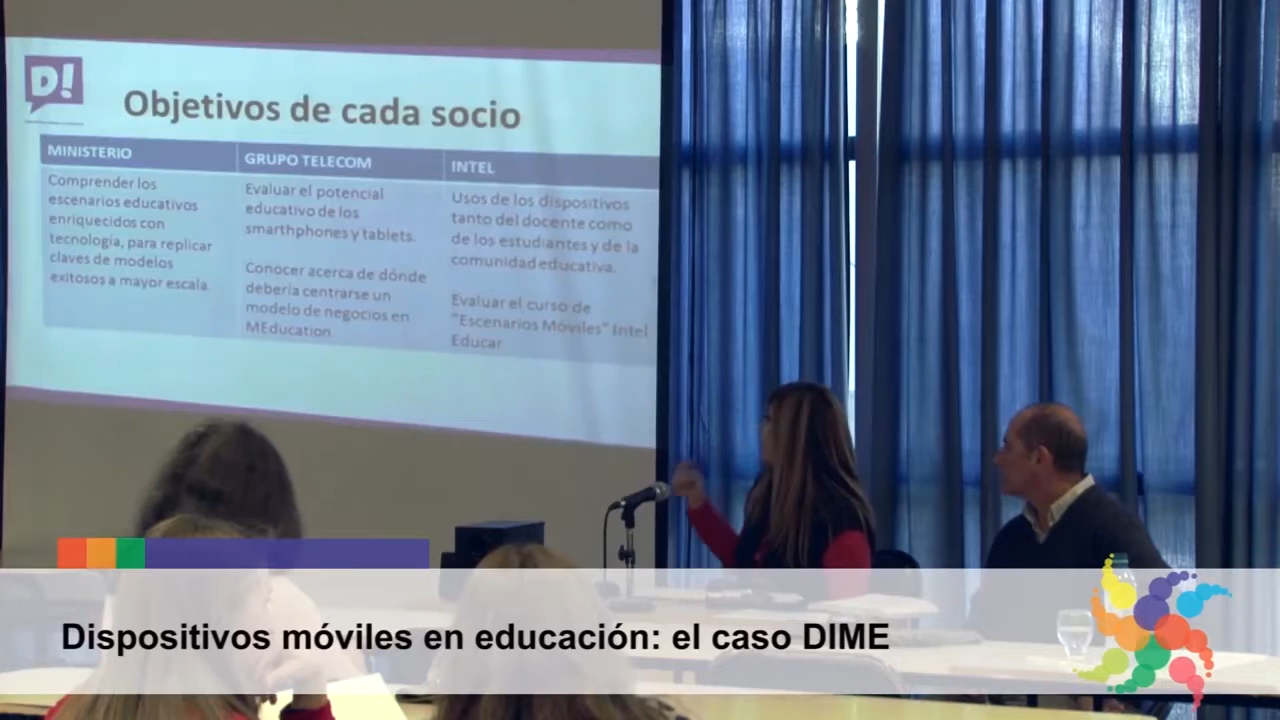 D!
Objetivos de cada socio
MINISTERIO
Comprender los
escenarios educativos
enriquecidos con
tecnología, para replicar
claves de modelos
exitosos a mayor escala.
GRUPO TELECOM
Evaluar el potencial
educativo de los
smarthphones y tablets.
Conocer acerca de dónde
debería centrarse un
modelo de negocios en
MEducation
INTEL
Usos de los dispositivos
tanto del docente como
de los estudiantes y de la
comunidad educativa.
Evaluar el curso de
"Escenarios Móviles" Intel
Educar
Dispositivos móviles en educación: el caso DIME